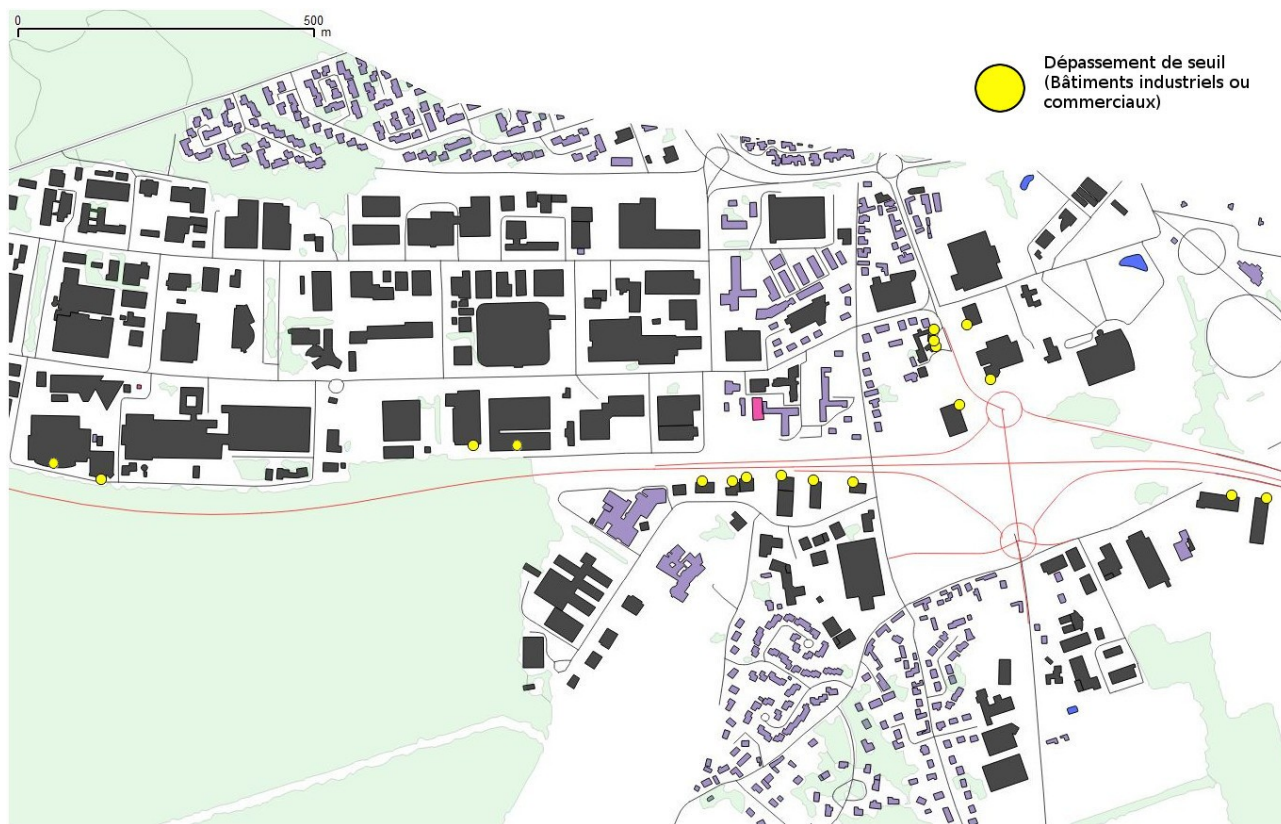 0 500
m
Dépassement de seuil
(Bâtiments industriels ou
commerciaux)